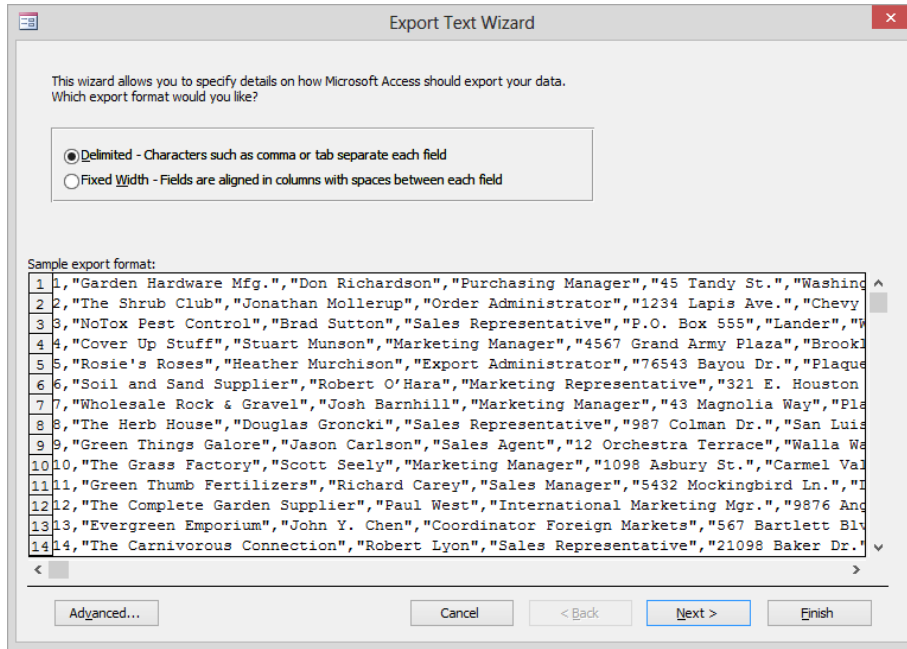 Export Text Wizard
This wizard allows you to specify details on how Microsoft Access should export your data.
Which export format would you like?
Delimited - Characters such as comma or tab separate each field
Fixed Width - Fields are aligned in columns with spaces between each field
Sample export format:
1 1,"Garden Hardware Mfg.","Don Richardson","Purchasing Manager","45 Tandy St.","Washing
2 2,"The Shrub Club","Jonathan Mollerup","Order Administrator","1234 Lapis Ave.","Chevy
3 3,"NoTox Pest Control","Brad Sutton","Sales Representative","P.O. Box 555","Lander","W
4 4,"Cover Up Stuff","Stuart Munson","Marketing Manager","4567 Grand Army Plaza","Brookl
5 5,"Rosie's Roses","Heather Murchison","Export Administrator","76543 Bayou Dr.","Plaque
6 6,"Soil and Sand Supplier","Robert O’Hara","Marketing Representative","321 E. Houston
7 7,"Wholesale Rock & Gravel","Josh Barnhill","Marketing Manager","43 Magnolia Way","Pla
8 8,"The Herb House","Douglas Groncki","Sales Representative","987 Colman Dr.","San Luis
9 9,"Green Things Galore","Jason Carlson","Sales Agent","12 Orchestra Terrace","Walla Wa
10 10,"The Grass Factory","Scott Seely","Marketing Manager","1098 Asbury St.","Carmel Val
11 11,"Green Thumb Fertilizers","Richard Carey","Sales Manager","5432 Mockingbird Ln.","
12 12,"The Complete Garden Supplier","Paul West","International Marketing Mgr.","9876 Ang
13 13,"Evergreen Emporium","John Y. Chen","Coordinator Foreign Markets","567 Bartlett Blv
14 14,"The Carnivorous Connection","Robert Lyon","Sales Representative","21098 Baker Dr."
Advanced... Cancel < Back Next > Finish